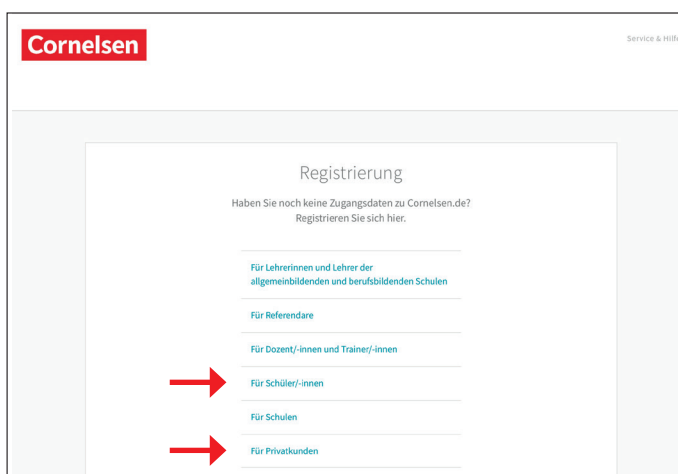 Cornelsen
Service & Hilfe
Registrierung
Haben Sie noch keine Zugangsdaten zu Cornelsen.de?
Registrieren Sie sich hier.
Für Lehrerinnen und Lehrer der
allgemeinbildenden und berufsbildenden Schulen
Für Referendare
Für Dozent/-innen und Trainer/-innen
Für Schüler/-innen
Für Schulen
Für Privatkunden